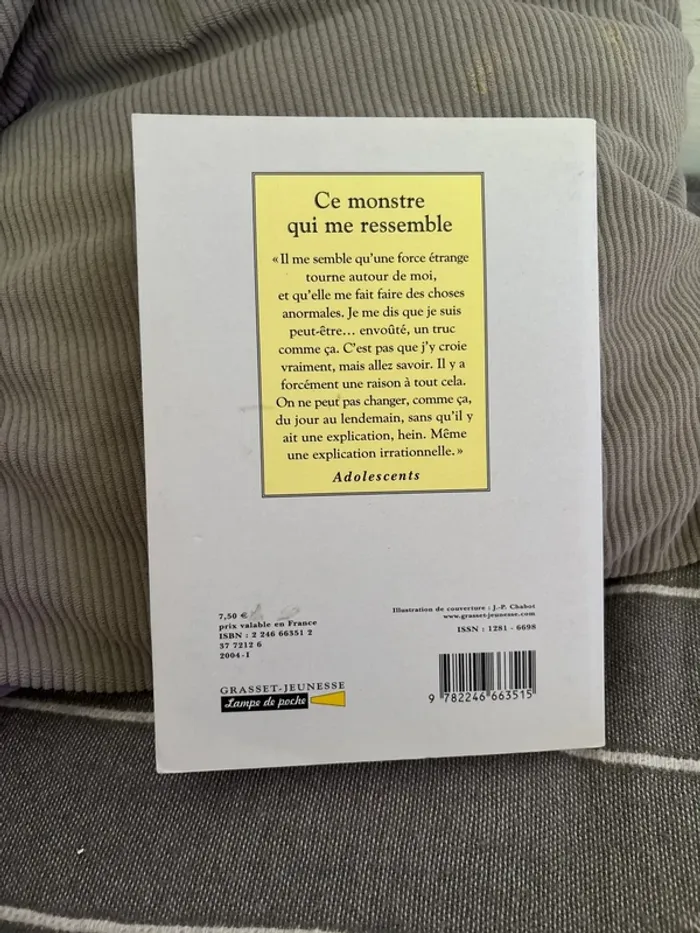 Ce monstre
qui me ressemble
« Il me semble qu'une force étrange
tourne autour de moi,
et qu'elle me fait faire des choses
anormales. Je me dis que je suis
peut-être... envoûté, un truc
comme ça. C'est pas que j'y croie
vraiment, mais allez savoir. Il y a
forcément une raison à tout cela.
On ne peut pas changer, comme ça,
du jour au lendemain, sans qu'il y
ait une explication, hein. Même
une explication irrationnelle. »
Adolescents
7,50 €
prix valable en France
ISBN : 2 246 66351 2
37 7212 6
2004-I
GRASSET-JEUNESSE
Lampe de poche
Illustration de couverture : J.-P. Chabot
www.grasset-jeunesse.com
ISSN : 1281 - 6698
9 782246 663515